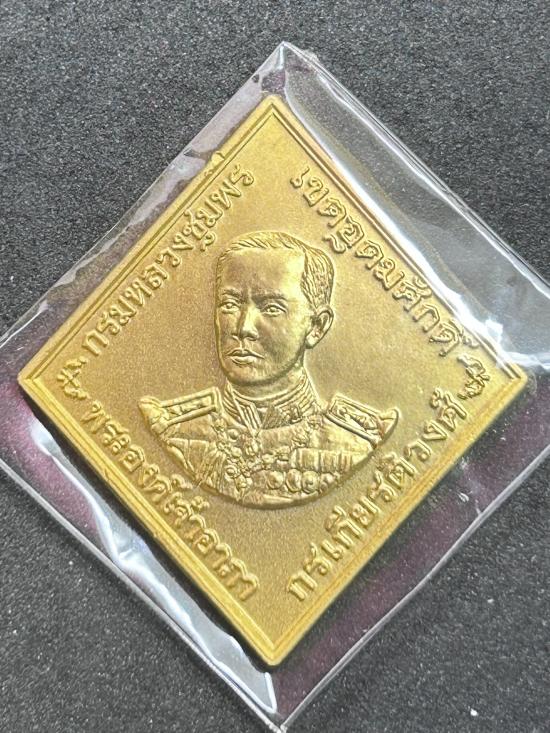 กรมหลวงชุมพร
เขตอุดมศักดิ์
พระองค์เจ้าอาภา
กรเกียรติวงศ์